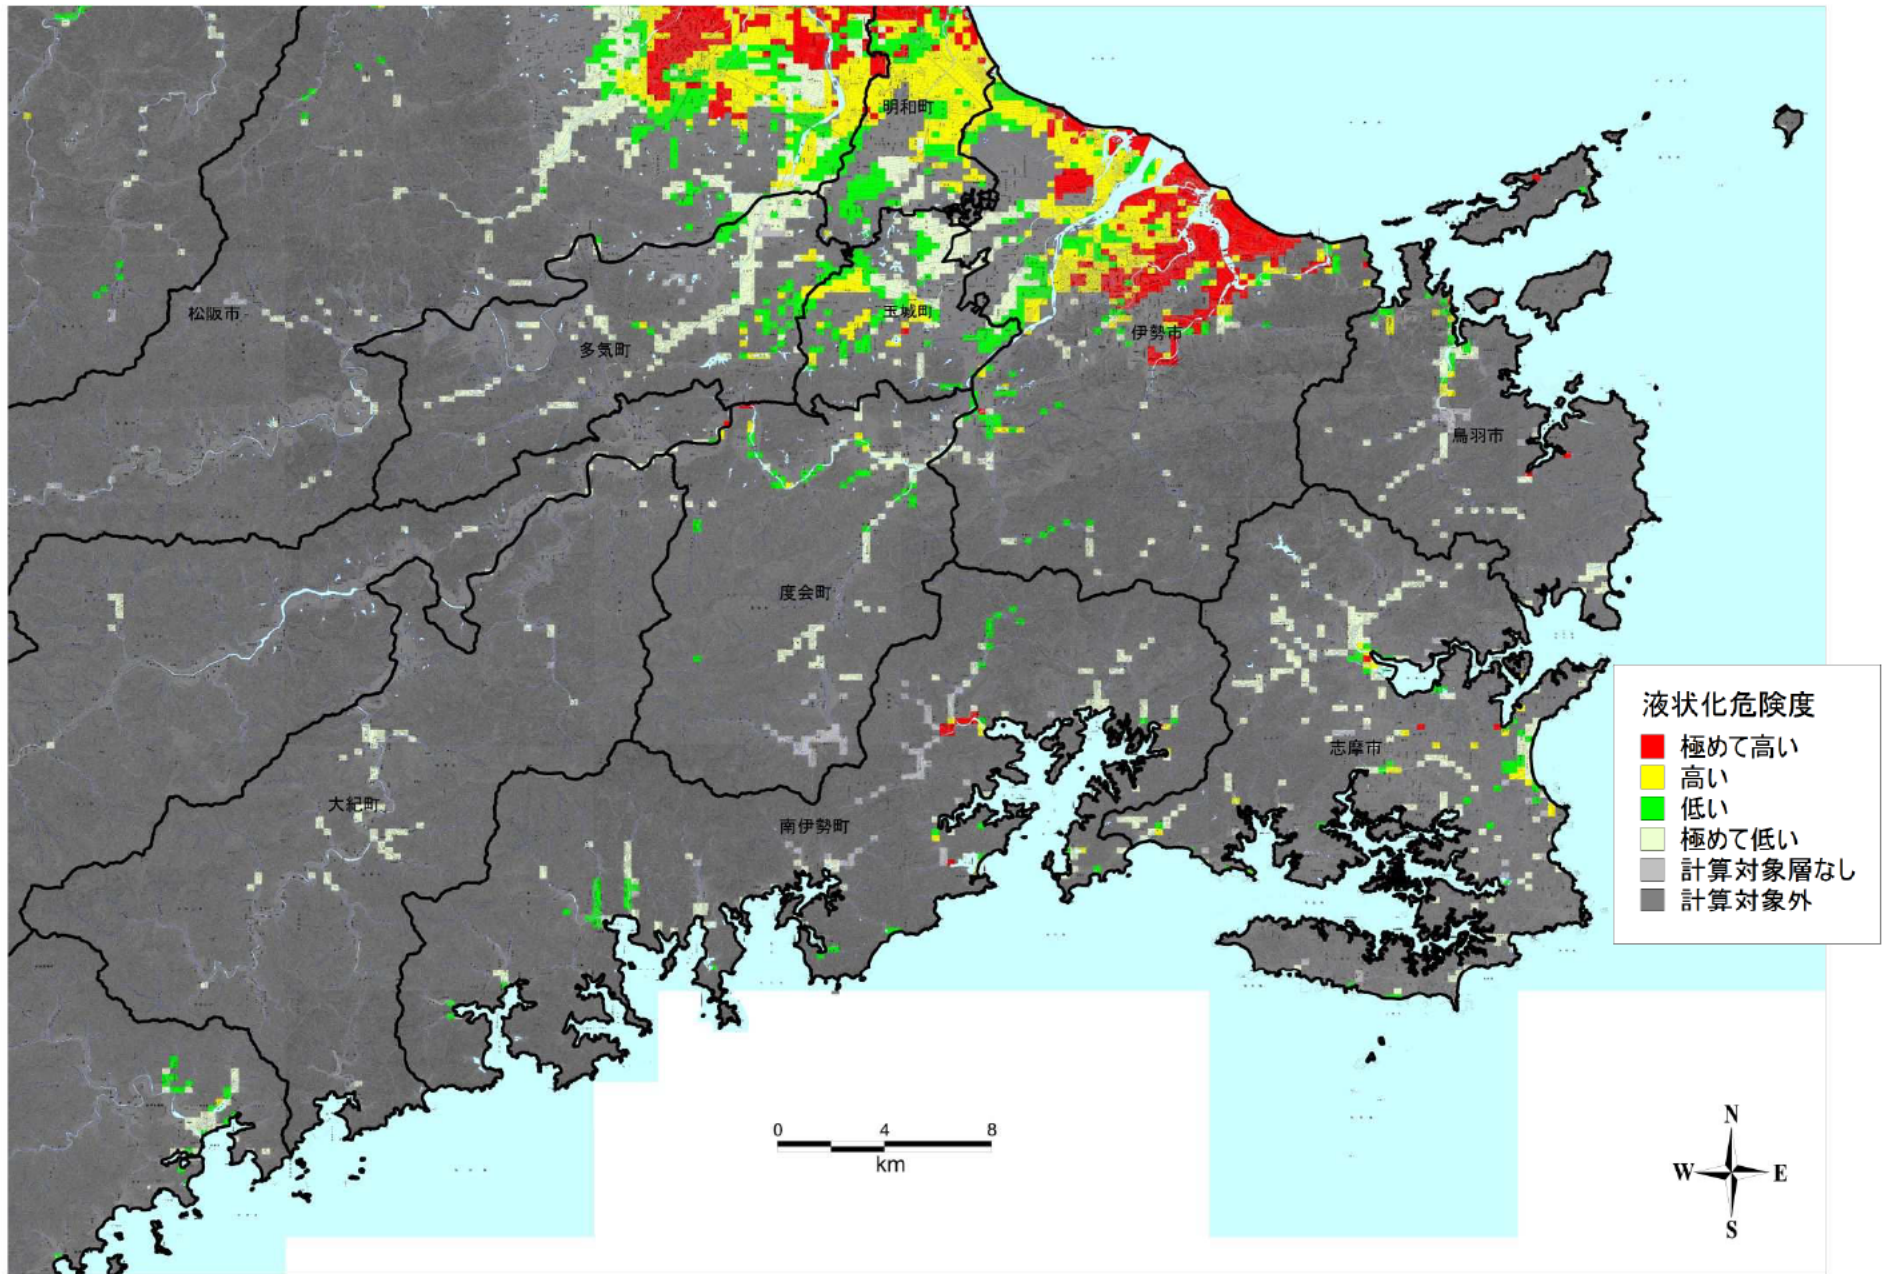 明和町
松阪市
玉城町
多気町
伊勢市
鳥羽市
度会町
志摩市
大紀町
南伊勢町
液状化危険度
極めて高い
高い
低い
極めて低い
計算対象層なし
計算対象外
0 4 8
km
N
W E
S